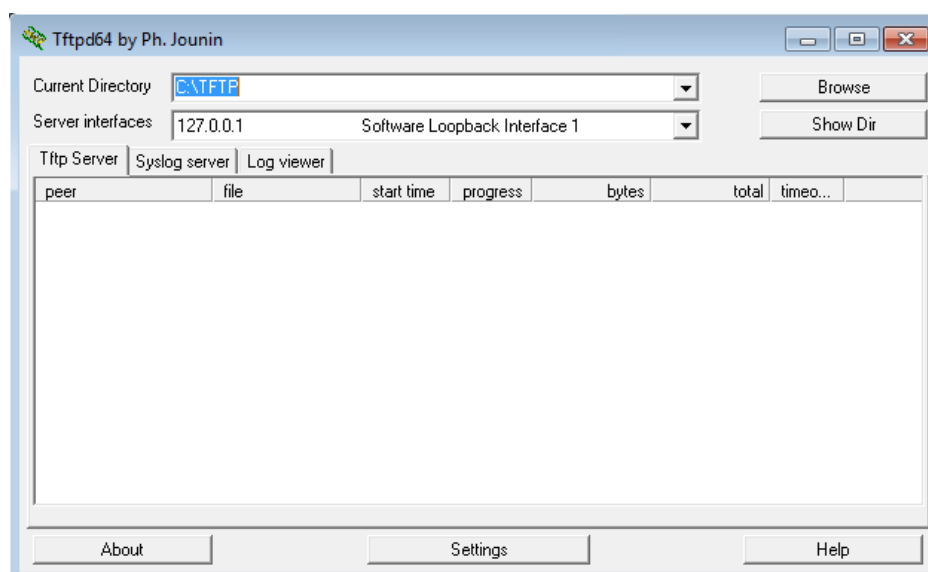 Tftpd64 by Ph. Jounin
Current Directory C:\TFTP Browse
Server interfaces 127.0.0.1 Software Loopback Interface 1 Show Dir
Tftp Server Syslog server Log viewer
peer file start time progress bytes total timeo...
About Settings Help